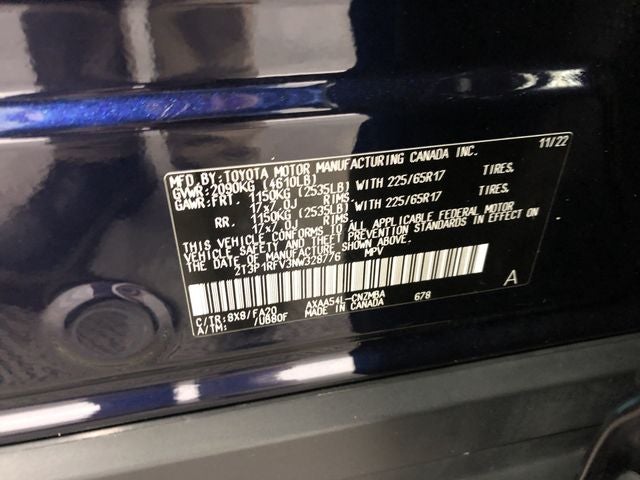 MFD BY:TOYOTA MOTOR MANUFACTURING CANADA INC. 11/22
GVWR:2090KG (4610LB)
GAWR:FRT. 1150KG (2535LB) WITH 225/65R17 TIRES.
17x7.0J RIMS.
RR. 1150KG (2535LB) WITH 225/65R17 TIRES.
17x7.0J RIMS.
THIS VEHICLE CONFORMS TO ALL APPLICABLE FEDERAL MOTOR
VEHICLE SAFETY AND THEFT PREVENTION STANDARDS IN EFFECT ON
THE DATE OF MANUFACTURE SHOWN ABOVE.
2T3P1RFV3NW328776 MPV
C/TR:8X8/FA20 AXAA54L-CNZMBA 678 A
A/TM: /UB80F MADE IN CANADA